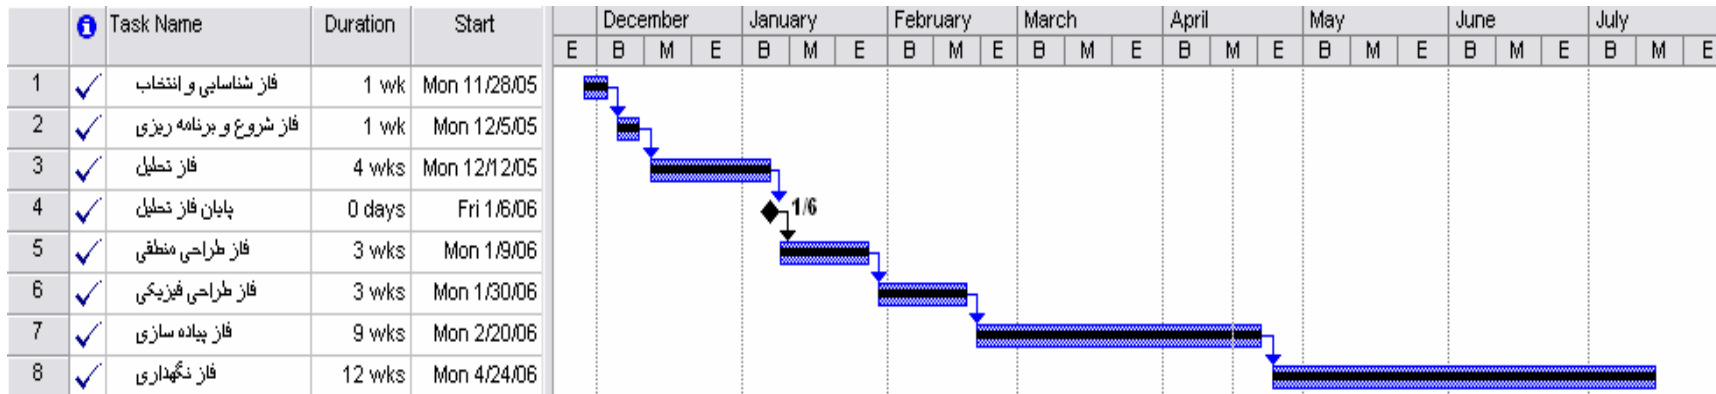 Task Name Duration Start December January February March April May June July
E B M E B M E B M E B M E B M E B M E B M E B M E
1 فاز شناسایی و انتخاب 1 wk Mon 11/28/05
2 فاز شروع و برنامه ریزی 1 wk Mon 12/5/05
3 فاز تحلیل 4 wks Mon 12/12/05
4 پایان فاز تحلیل 0 days Fri 1/6/06 1/6
5 فاز طراحی منطقی 3 wks Mon 1/9/06
6 فاز طراحی فیزیکی 3 wks Mon 1/30/06
7 فاز پیاده سازی 9 wks Mon 2/20/06
8 فاز نگهداری 12 wks Mon 4/24/06